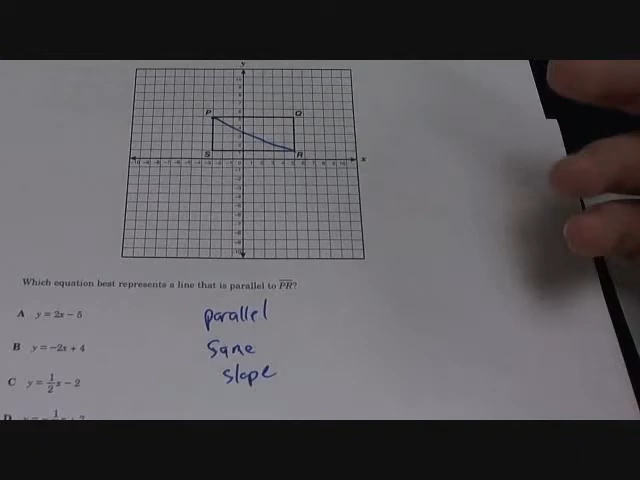 y
P
Q
S
R
x
Which equation best represents a line that is parallel to PR?
A y = 2x − 5
B y = −2x + 4
C y = 1/2 x − 2
D
parallel
same
slope